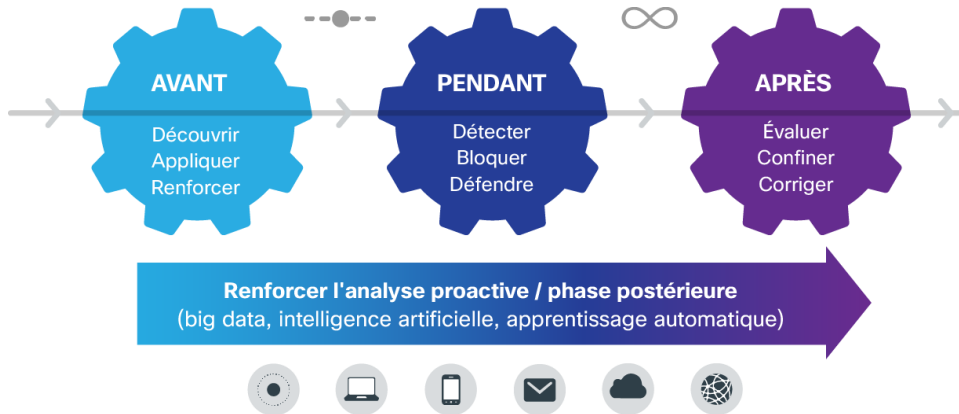 AVANT
Découvrir
Appliquer
Renforcer
PENDANT
Détecter
Bloquer
Défendre
APRÈS
Évaluer
Confiner
Corriger
Renforcer l'analyse proactive / phase postérieure
(big data, intelligence artificielle, apprentissage automatique)